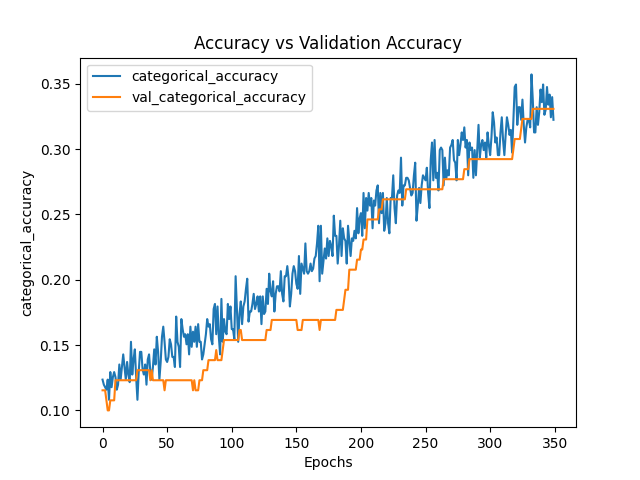 Accuracy vs Validation Accuracy
categorical_accuracy
val_categorical_accuracy
categorical_accuracy
0.35
0.30
0.25
0.20
0.15
0.10
0 50 100 150 200 250 300 350
Epochs